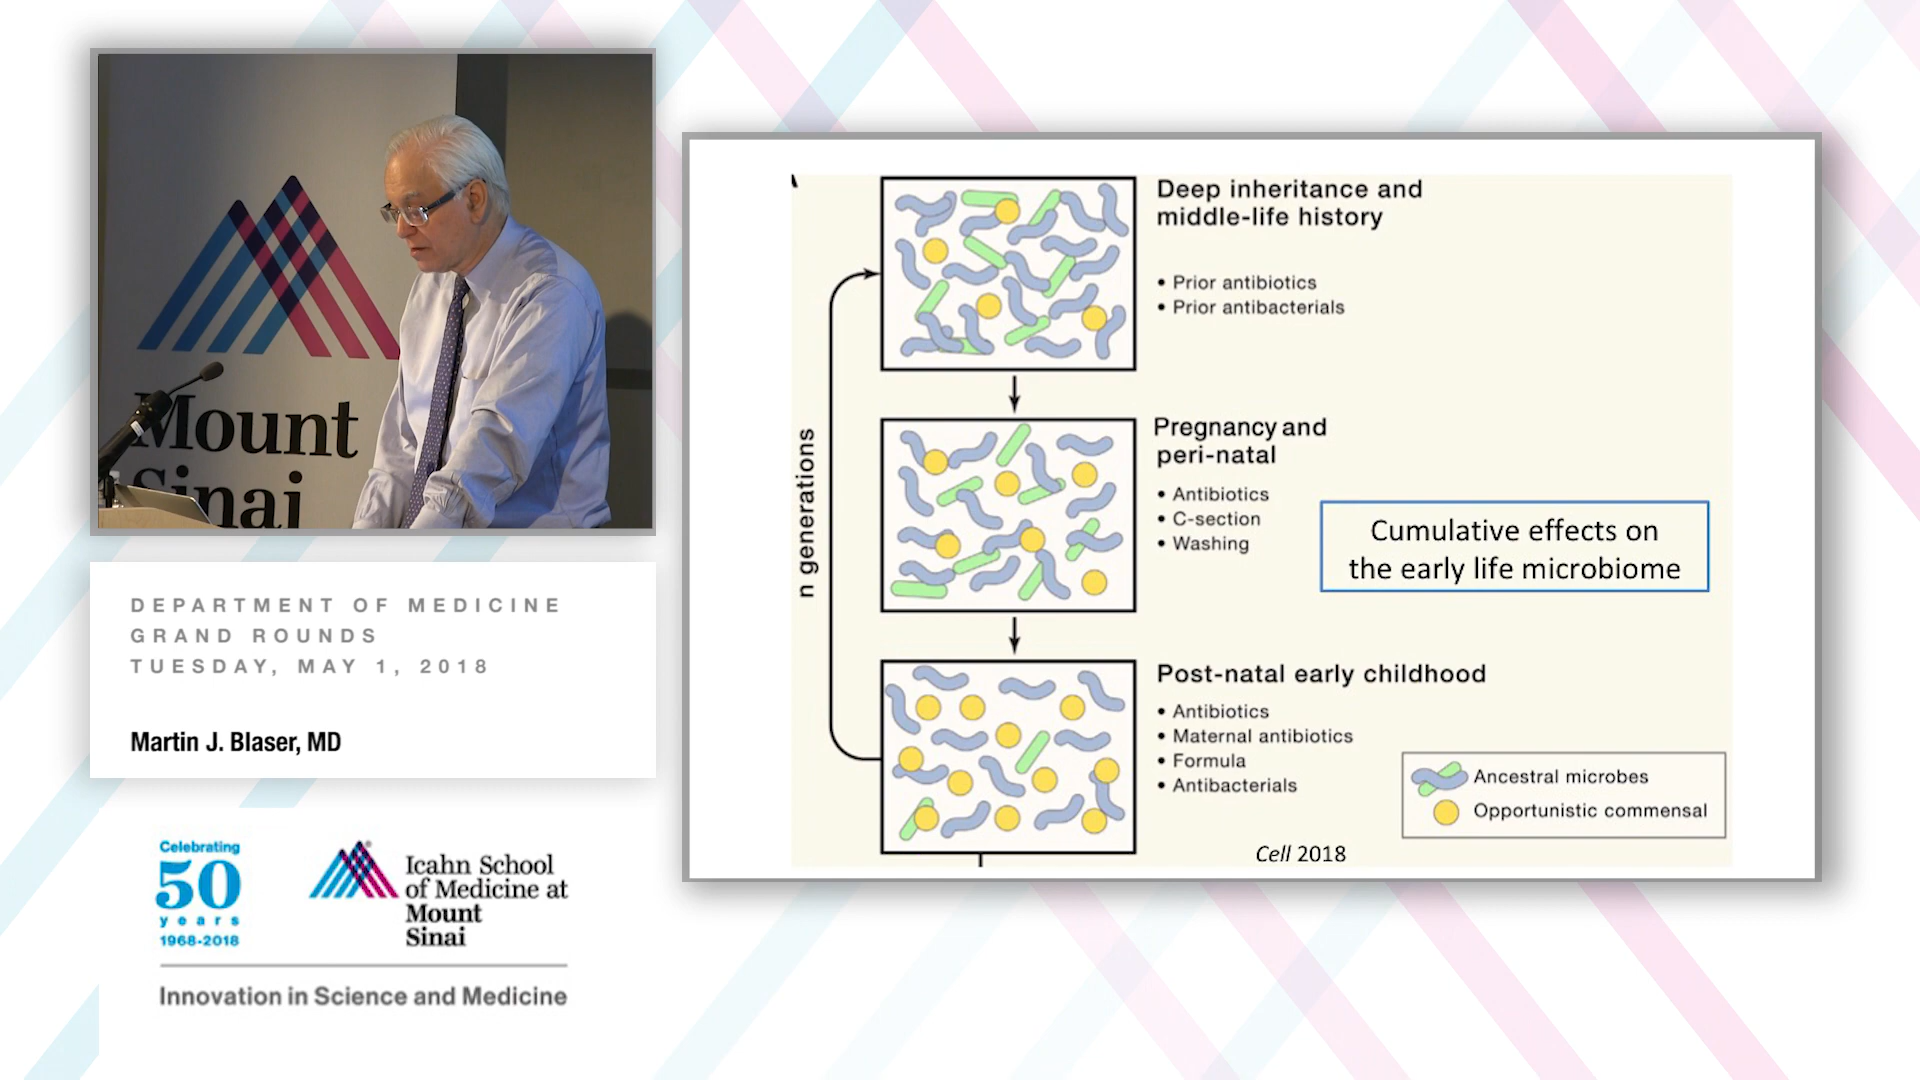 Mount
Sinai
DEPARTMENT OF MEDICINE
GRAND ROUNDS
TUESDAY, MAY 1, 2018
Martin J. Blaser, MD
Celebrating
50
years
1968-2018
Icahn School
of Medicine at
Mount
Sinai
Innovation in Science and Medicine
n generations
Deep inheritance and
middle-life history
• Prior antibiotics
• Prior antibacterials
Pregnancy and
peri-natal
• Antibiotics
• C-section
• Washing
Cumulative effects on
the early life microbiome
Post-natal early childhood
• Antibiotics
• Maternal antibiotics
• Formula
• Antibacterials
Ancestral microbes
Opportunistic commensal
Cell 2018